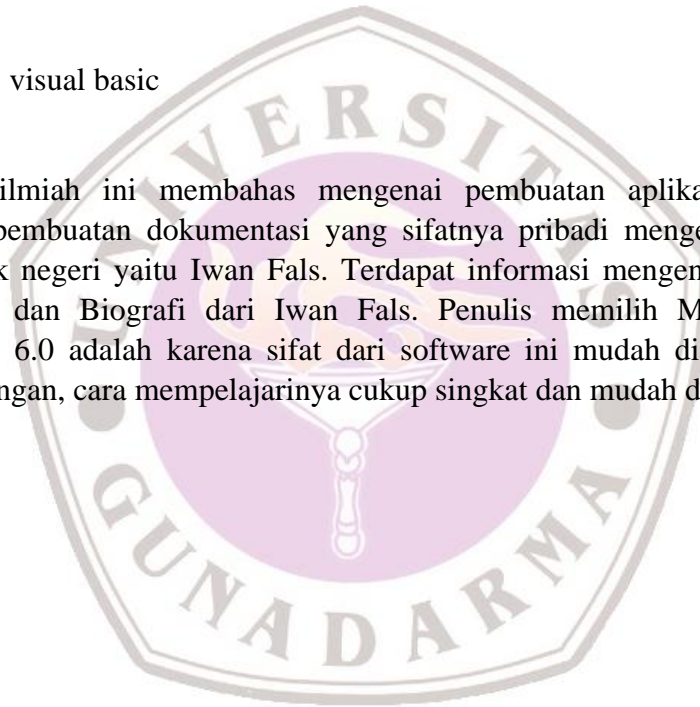 visual basic
ilmiah ini membahas mengenai pembuatan aplika
pembuatan dokumentasi yang sifatnya pribadi menge
k negeri yaitu Iwan Fals. Terdapat informasi mengen
dan Biografi dari Iwan Fals. Penulis memilih M
6.0 adalah karena sifat dari software ini mudah di
ngan, cara mempelajarinya cukup singkat dan mudah d
UNIVERSITAS
GUNADARMA